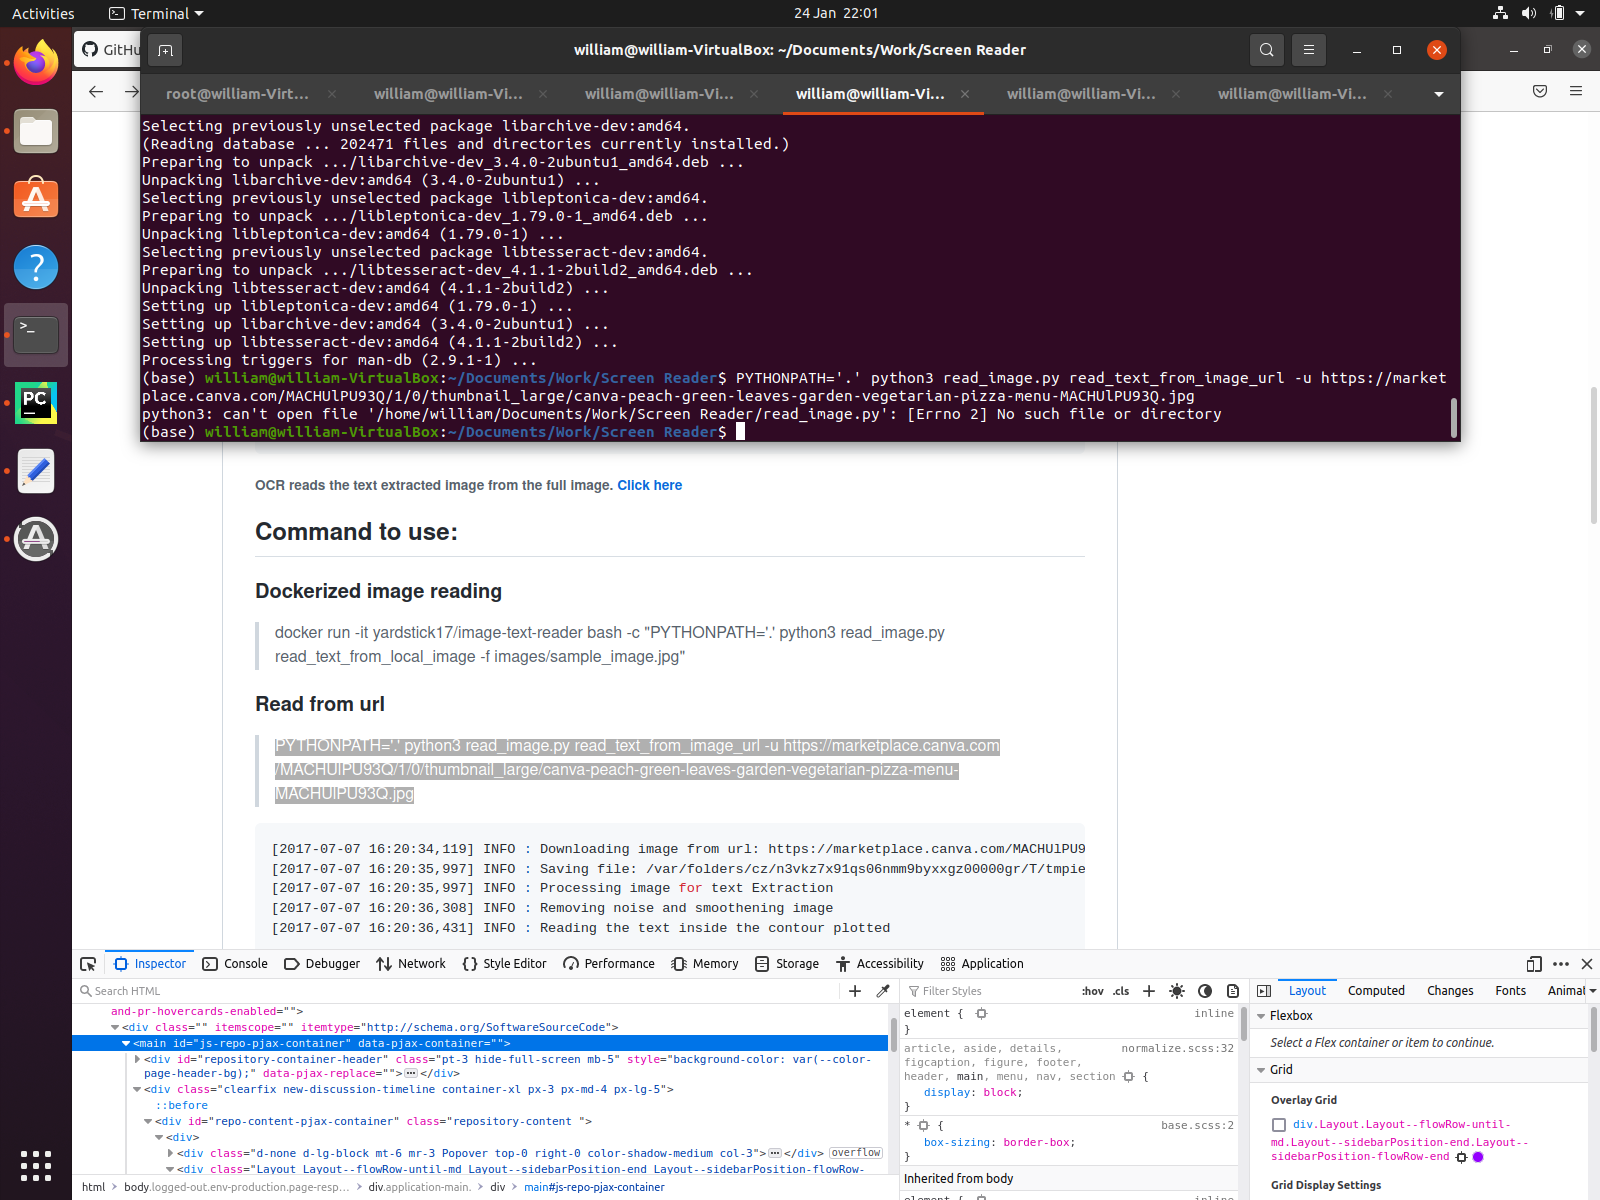 Activities
Terminal
24 Jan 22:01
GitHu
william@william-VirtualBox: ~/Documents/Work/Screen Reader
root@william-Virt...
william@william-Vi...
william@william-Vi...
william@william-Vi...
william@william-Vi...
william@william-Vi...
Selecting previously unselected package libarchive-dev:amd64.
(Reading database ... 202471 files and directories currently installed.)
Preparing to unpack .../libarchive-dev_3.4.0-2ubuntu1_amd64.deb ...
Unpacking libarchive-dev:amd64 (3.4.0-2ubuntu1) ...
Selecting previously unselected package libleptonica-dev:amd64.
Preparing to unpack .../libleptonica-dev_1.79.0-1_amd64.deb ...
Unpacking libleptonica-dev:amd64 (1.79.0-1) ...
Selecting previously unselected package libtesseract-dev:amd64.
Preparing to unpack .../libtesseract-dev_4.1.1-2build2_amd64.deb ...
Unpacking libtesseract-dev:amd64 (4.1.1-2build2) ...
Setting up libleptonica-dev:amd64 (1.79.0-1) ...
Setting up libarchive-dev:amd64 (3.4.0-2ubuntu1) ...
Setting up libtesseract-dev:amd64 (4.1.1-2build2) ...
Processing triggers for man-db (2.9.1-1) ...
(base) william@william-VirtualBox:~/Documents/Work/Screen Reader$ PYTHONPATH='.' python3 read_image.py read_text_from_image_url -u https://market
place.canva.com/MACHUlPU93Q/1/0/thumbnail_large/canva-peach-green-leaves-garden-vegetarian-pizza-menu-MACHUlPU93Q.jpg
python3: can't open file '/home/william/Documents/Work/Screen Reader/read_image.py': [Errno 2] No such file or directory
(base) william@william-VirtualBox:~/Documents/Work/Screen Reader$
OCR reads the text extracted image from the full image. Click here
Command to use:
Dockerized image reading
docker run -it yardstick17/image-text-reader bash -c "PYTHONPATH='.' python3 read_image.py
read_text_from_local_image -f images/sample_image.jpg"
Read from url
PYTHONPATH='.' python3 read_image.py read_text_from_image_url -u https://marketplace.canva.com
/MACHUlPU93Q/1/0/thumbnail_large/canva-peach-green-leaves-garden-vegetarian-pizza-menu-
MACHUlPU93Q.jpg
[2017-07-07 16:20:34,119] INFO : Downloading image from url: https://marketplace.canva.com/MACHUlPU9
[2017-07-07 16:20:35,997] INFO : Saving file: /var/folders/cz/n3vkz7x91qs06nmm9byxxgz00000gr/T/tmpie
[2017-07-07 16:20:35,997] INFO : Processing image for text Extraction
[2017-07-07 16:20:36,308] INFO : Removing noise and smoothening image
[2017-07-07 16:20:36,431] INFO : Reading the text inside the contour plotted
Inspector
Console
Debugger
Network
Style Editor
Performance
Memory
Storage
Accessibility
Application
Search HTML
Filter Styles
:hov
.cls
Layout
Computed
Changes
Fonts
Animat
and-pr-hovercards-enabled="">
<div class="" itemscope="" itemtype="http://schema.org/SoftwareSourceCode">
<main id="js-repo-pjax-container" data-pjax-container="">
<div id="repository-container-header" class="pt-3 hide-full-screen mb-5" style="background-color: var(--color-
page-header-bg);" data-pjax-replace="">…</div>
<div class="clearfix new-discussion-timeline container-xl px-3 px-md-4 px-lg-5">
::before
<div id="repo-content-pjax-container" class="repository-content ">
<div>
<div class="d-none d-lg-block mt-6 mr-3 Popover top-0 right-0 color-shadow-medium col-3">…</div> overflow
<div class="Layout Layout--flowRow-until-md Layout--sidebarPosition-end Layout--sidebarPosition-flowRow-
html
body.logged-out.env-production.page-resp…
div.application-main.
div
main#js-repo-pjax-container
element {
inline
}
article, aside, details,
normalize.scss:32
figcaption, figure, footer,
header, main, menu, nav, section {
display: block;
}
* {
base.scss:2
box-sizing: border-box;
}
Inherited from body
element {
inline
Flexbox
Select a Flex container or item to continue.
Grid
Overlay Grid
div.Layout.Layout--flowRow-until-
md.Layout--sidebarPosition-end.Layout--
sidebarPosition-flowRow-end
Grid Display Settings